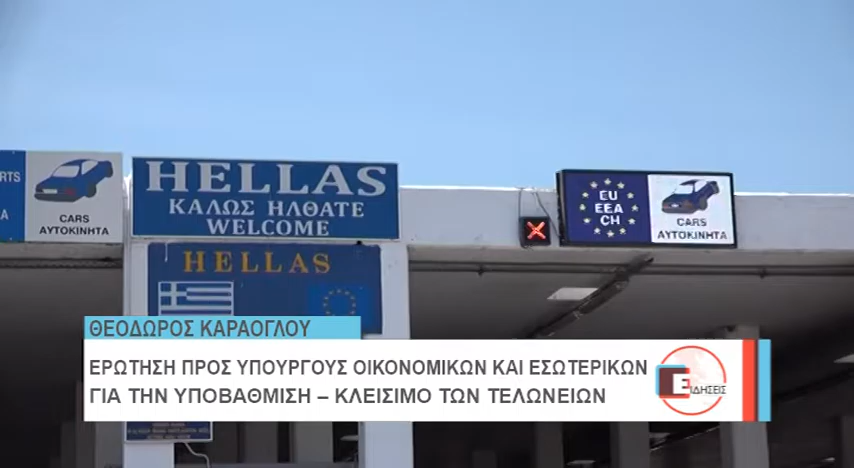 RTS
CARS
ΑΥΤΟΚΙΝΗΤΑ
HELLAS
ΚΑΛΩΣ ΗΛΘΑΤΕ
WELCOME
HELLAS
EU
EEA
CH
CARS
ΑΥΤΟΚΙΝΗΤΑ
ΘΕΟΔΩΡΟΣ ΚΑΡΑΟΓΛΟΥ
ΕΡΩΤΗΣΗ ΠΡΟΣ ΥΠΟΥΡΓΟΥΣ ΟΙΚΟΝΟΜΙΚΩΝ ΚΑΙ ΕΣΩΤΕΡΙΚΩΝ
ΓΙΑ ΤΗΝ ΥΠΟΒΑΘΜΙΣΗ – ΚΛΕΙΣΙΜΟ ΤΩΝ ΤΕΛΩΝΕΙΩΝ
ΕΙΔΗΣΕΙΣ